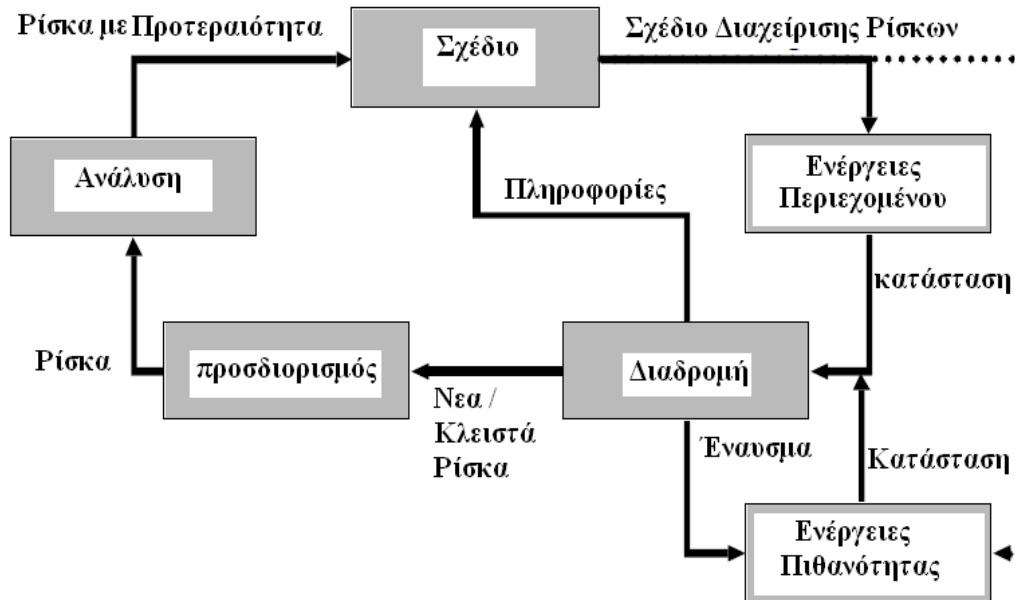 Ρίσκα με Προτεραιότητα
Σχέδιο
Σχέδιο Διαχείρισης Ρίσκων
Ανάλυση
Πληροφορίες
Ενέργειες
Περιεχομένου
κατάσταση
Ρίσκα
προσδιορισμός
Διαδρομή
Νεα /
Κλειστά
Ρίσκα
Έναυσμα
Κατάσταση
Ενέργειες
Πιθανότητας